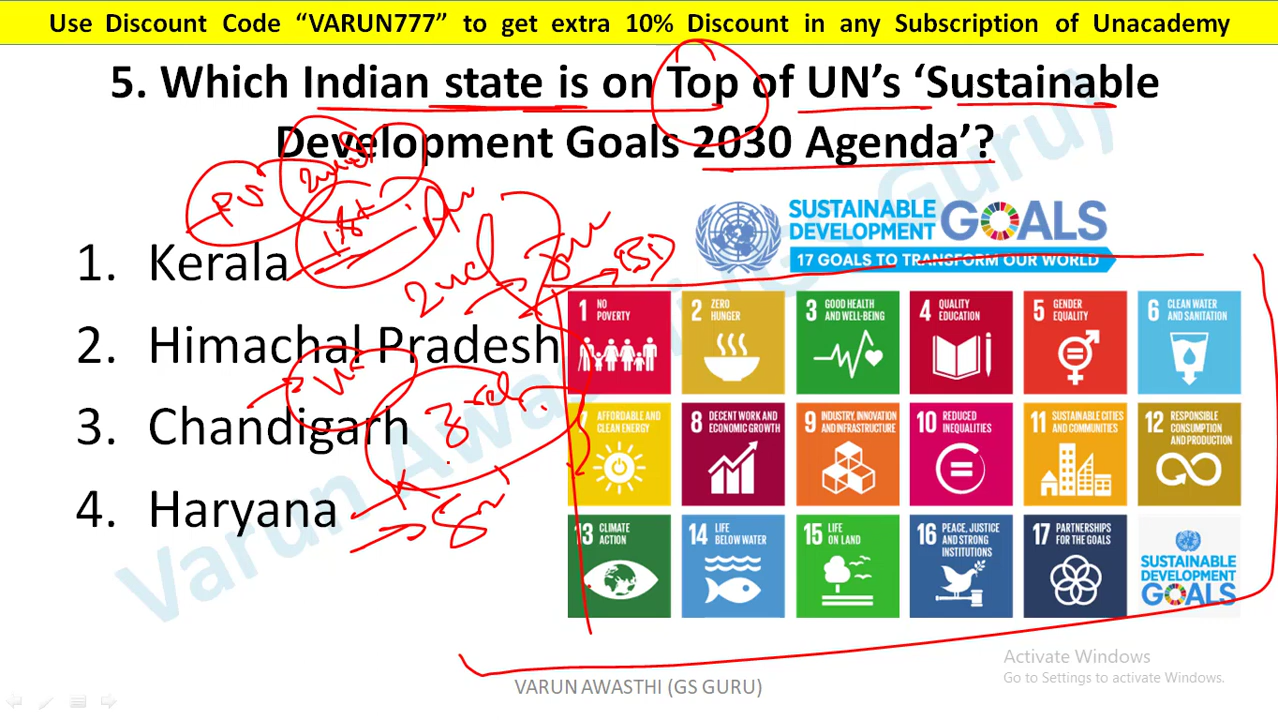 Use Discount Code “VARUN777” to get extra 10% Discount in any Subscription of Unacademy
5. Which Indian state is on Top of UN’s ‘Sustainable
Development Goals 2030 Agenda’?
1. Kerala
2. Himachal Pradesh
3. Chandigarh
4. Haryana
1st
2nd
SUSTAINABLE
DEVELOPMENT
GOALS
17 GOALS TO TRANSFORM OUR WORLD
1 NO
POVERTY
2 ZERO
HUNGER
3 GOOD HEALTH
AND WELL-BEING
4 QUALITY
EDUCATION
5 GENDER
EQUALITY
6 CLEAN WATER
AND SANITATION
7 AFFORDABLE AND
CLEAN ENERGY
8 DECENT WORK AND
ECONOMIC GROWTH
9 INDUSTRY, INNOVATION
AND INFRASTRUCTURE
10 REDUCED
INEQUALITIES
11 SUSTAINABLE CITIES
AND COMMUNITIES
12 RESPONSIBLE
CONSUMPTION
AND PRODUCTION
13 CLIMATE
ACTION
14 LIFE
BELOW WATER
15 LIFE
ON LAND
16 PEACE, JUSTICE
AND STRONG
INSTITUTIONS
17 PARTNERSHIPS
FOR THE GOALS
SUSTAINABLE
DEVELOPMENT
GOALS
Varun Awasthi (GS Guru)
Activate Windows
Go to Settings to activate Windows.
VARUN AWASTHI (GS GURU)